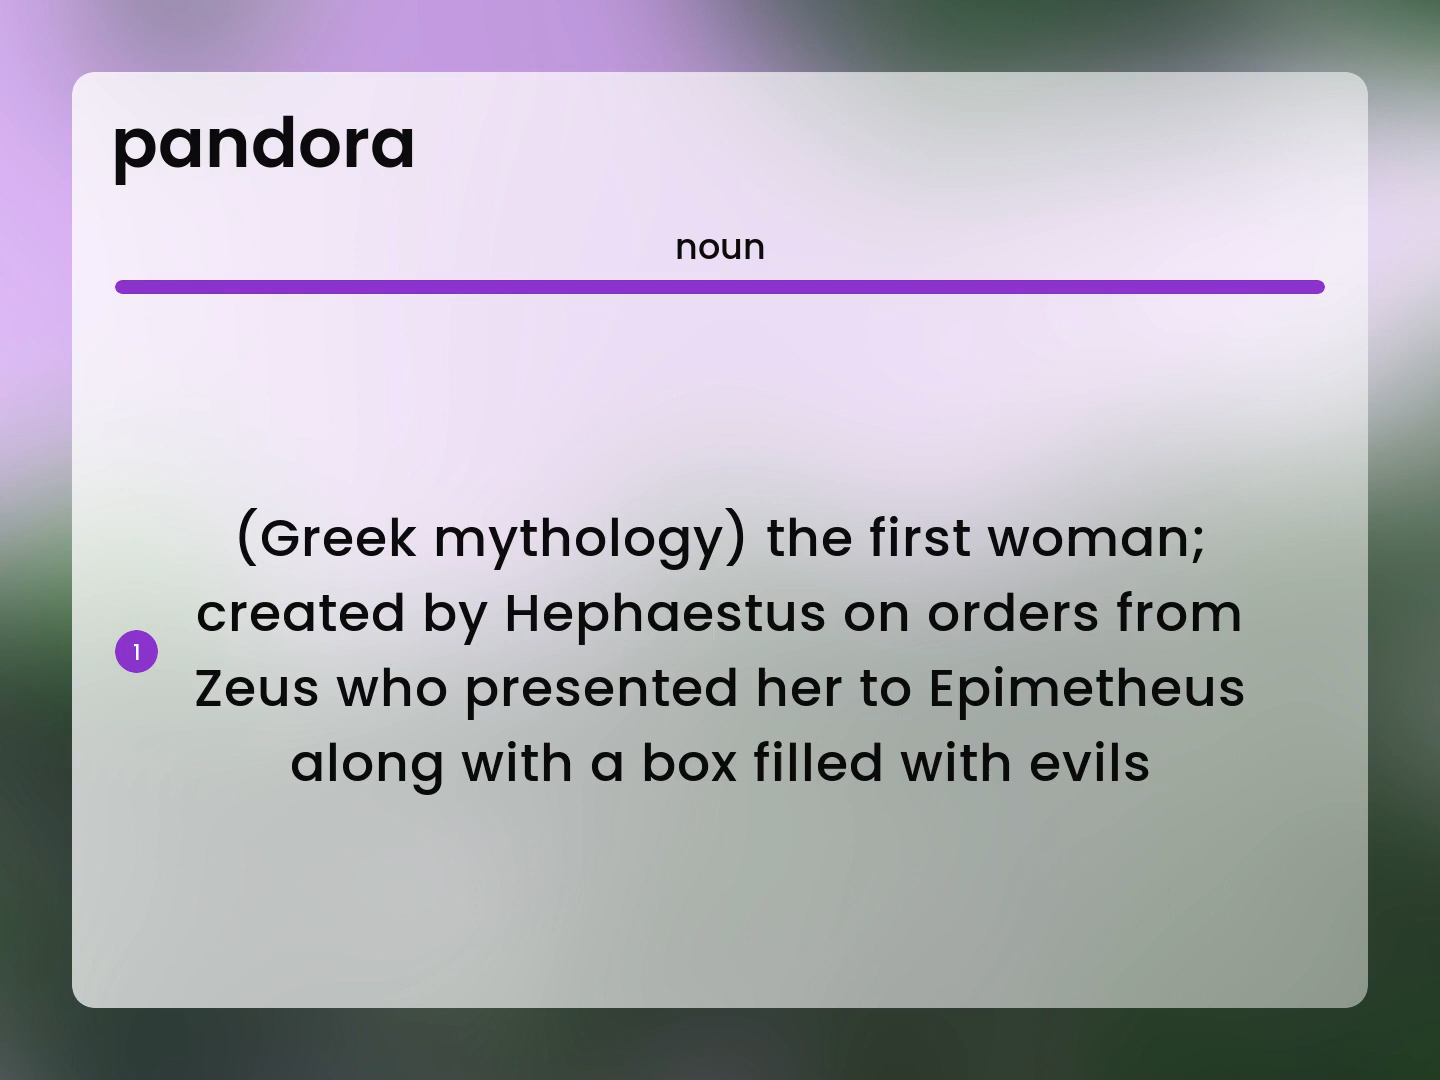 pandora
noun
(Greek mythology) the first woman;
created by Hephaestus on orders from
1
Zeus who presented her to Epimetheus
along with a box filled with evils